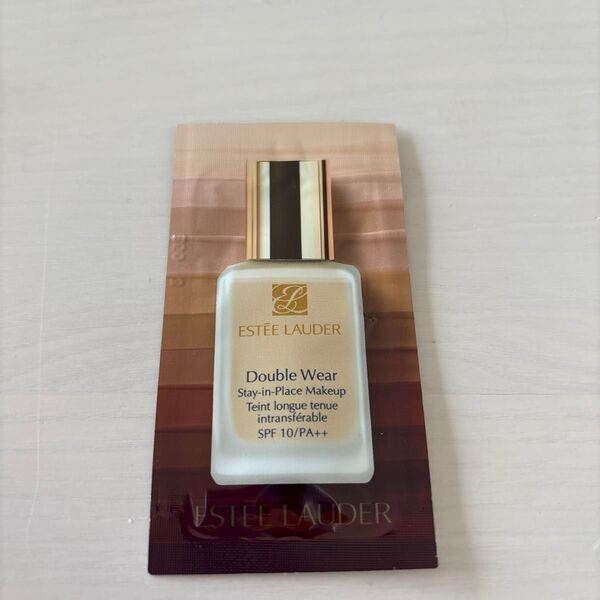 ESTĒE LAUDER
Double Wear
Stay-in-Place Makeup
Teint longue tenue
intransférable
SPF 10/PA++
ESTĒE LAUDER